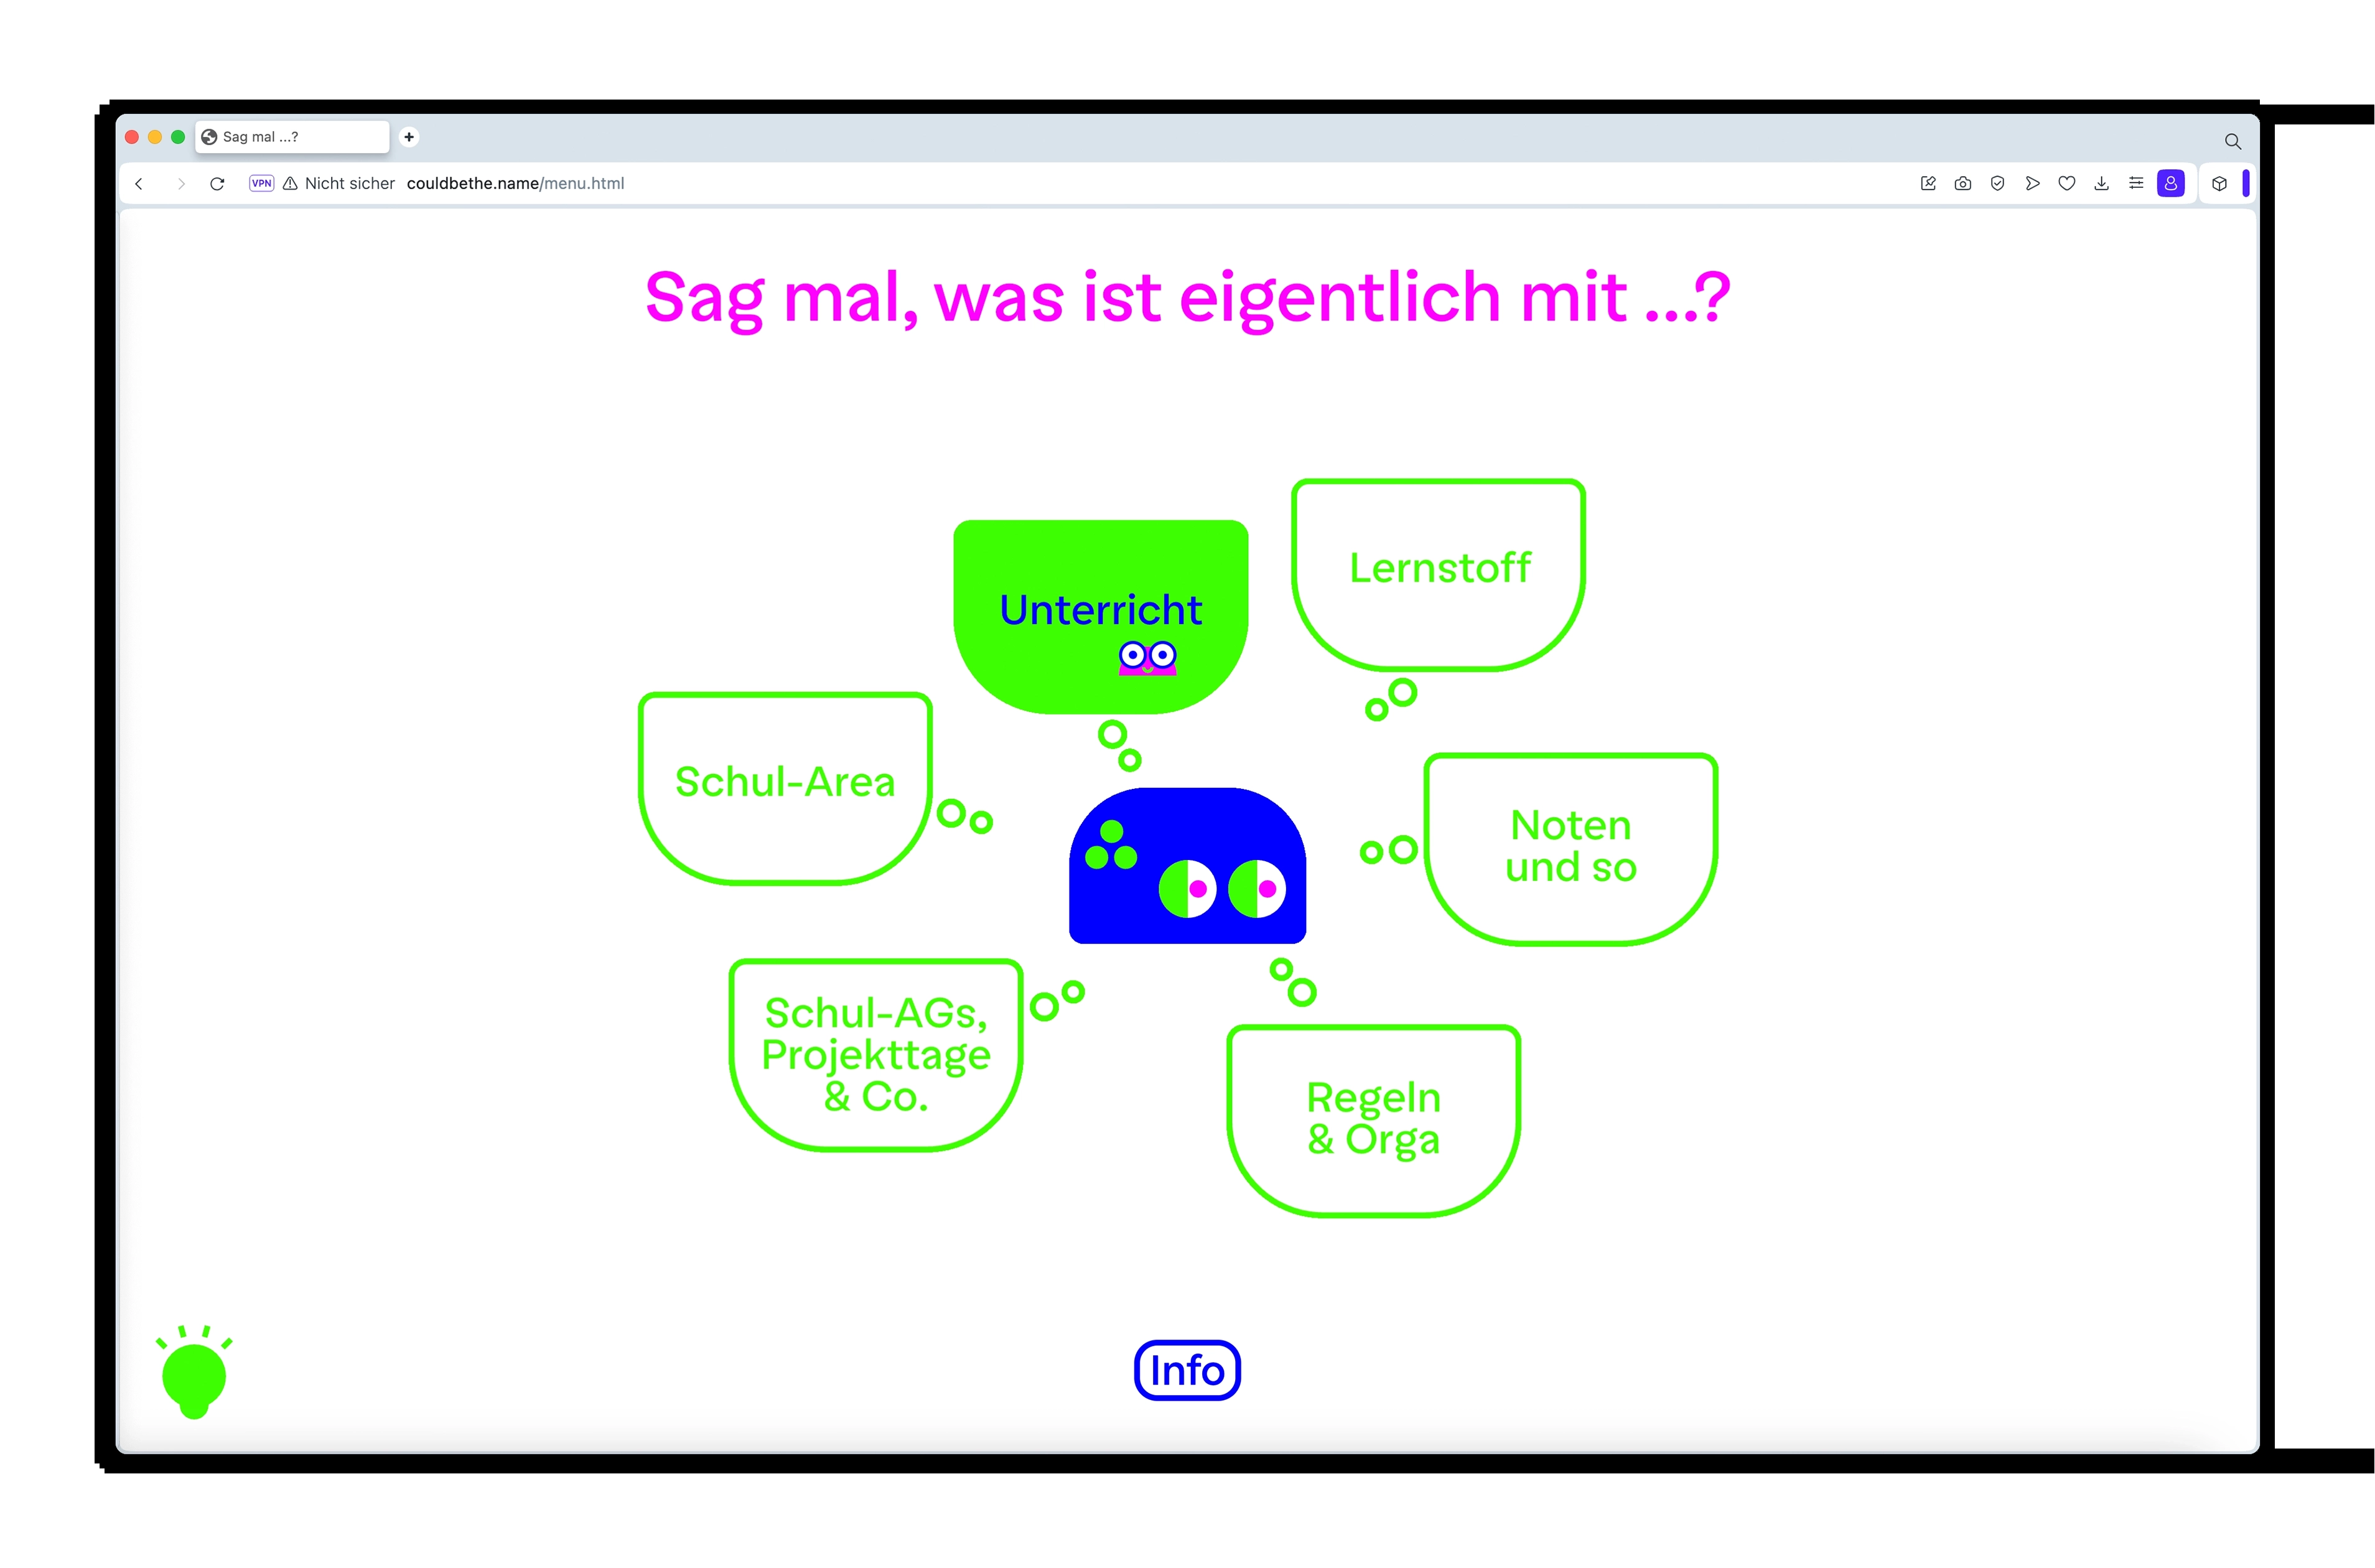 Sag mal ...?
VPN Nicht sicher couldbethe.name/menu.html
Sag mal, was ist eigentlich mit ...?
Lernstoff
Unterricht
Schul-Area
Noten
und so
Schul-AGs,
Projekttage
& Co.
Regeln
& Orga
Info